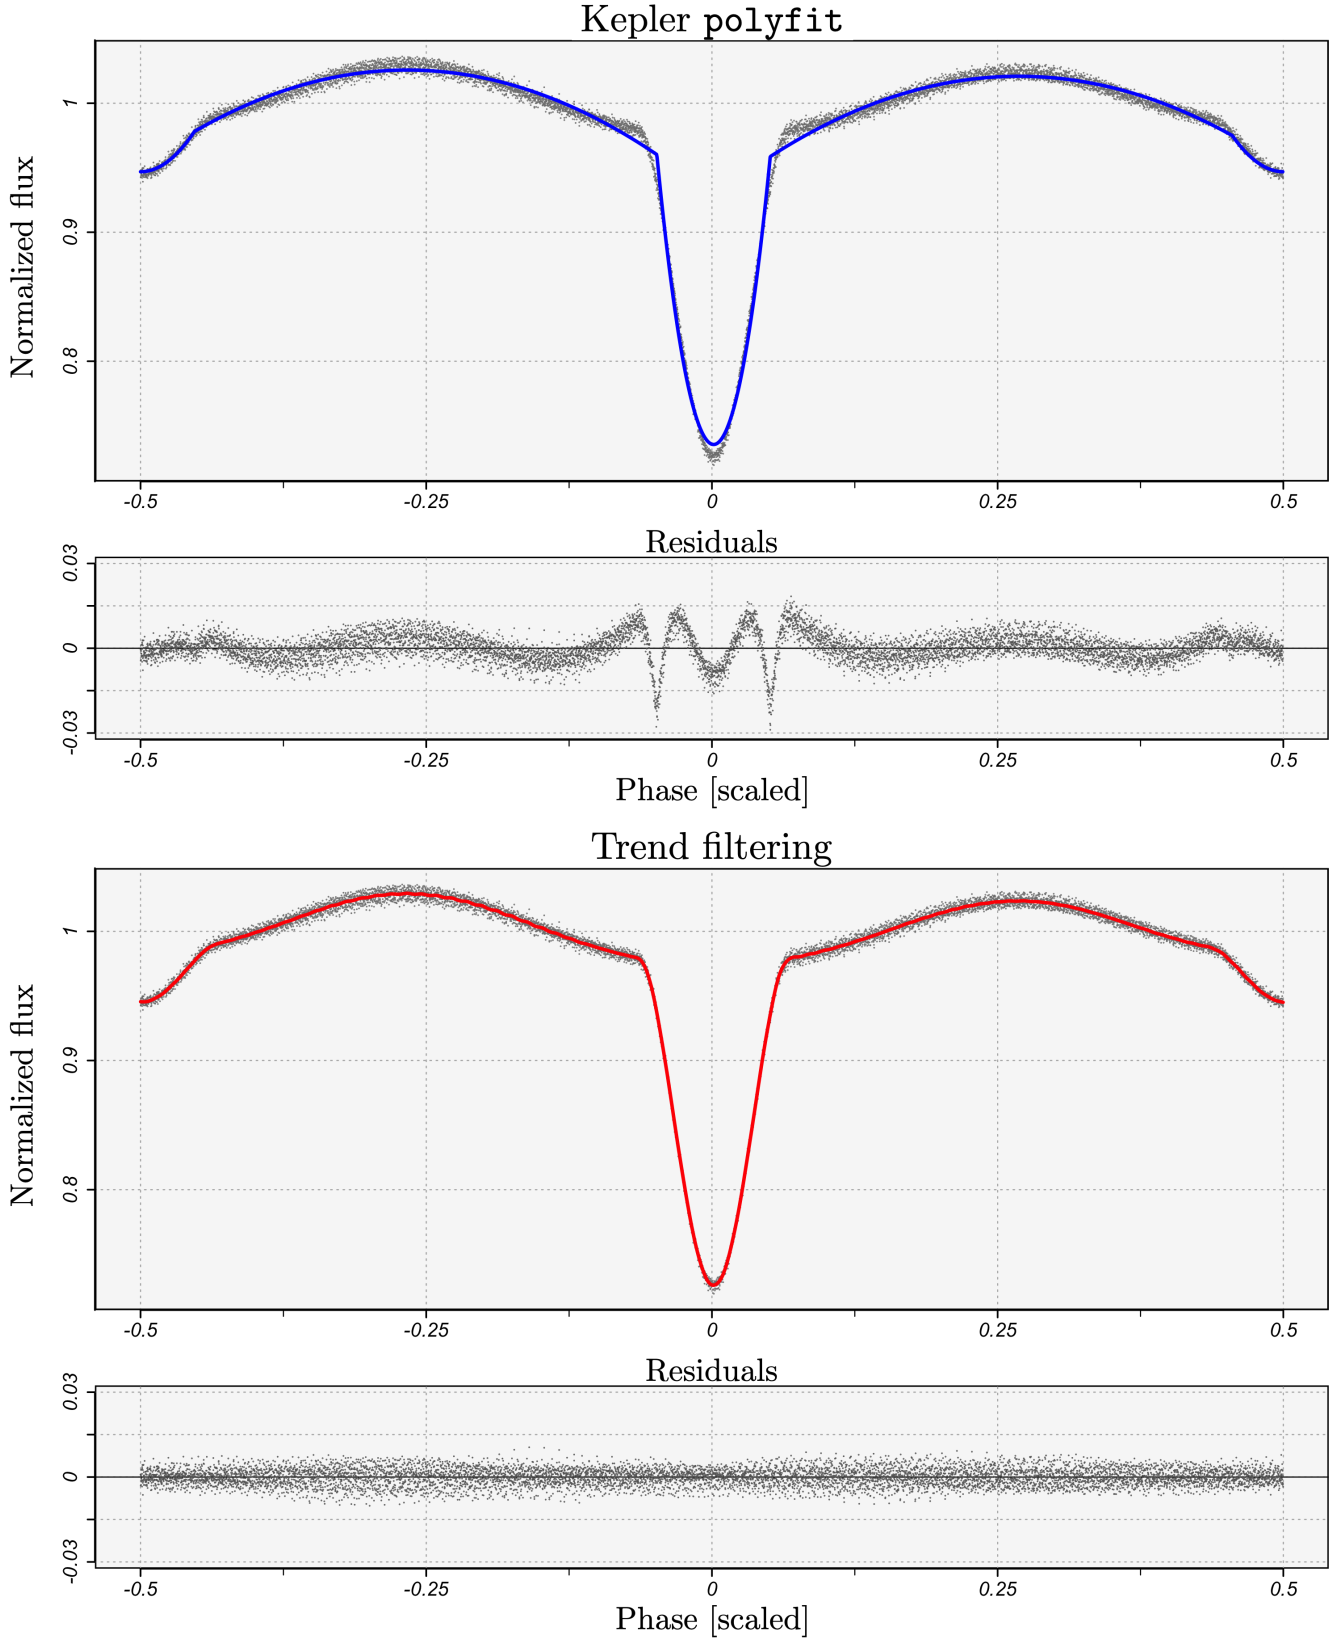 Kepler polyfit
Normalized flux
1
0.9
0.8
-0.5 -0.25 0 0.25 0.5
Residuals
0.03
0
-0.03
-0.5 -0.25 0 0.25 0.5
Phase [scaled]
Trend filtering
Normalized flux
1
0.9
0.8
-0.5 -0.25 0 0.25 0.5
Residuals
0.03
0
-0.03
-0.5 -0.25 0 0.25 0.5
Phase [scaled]